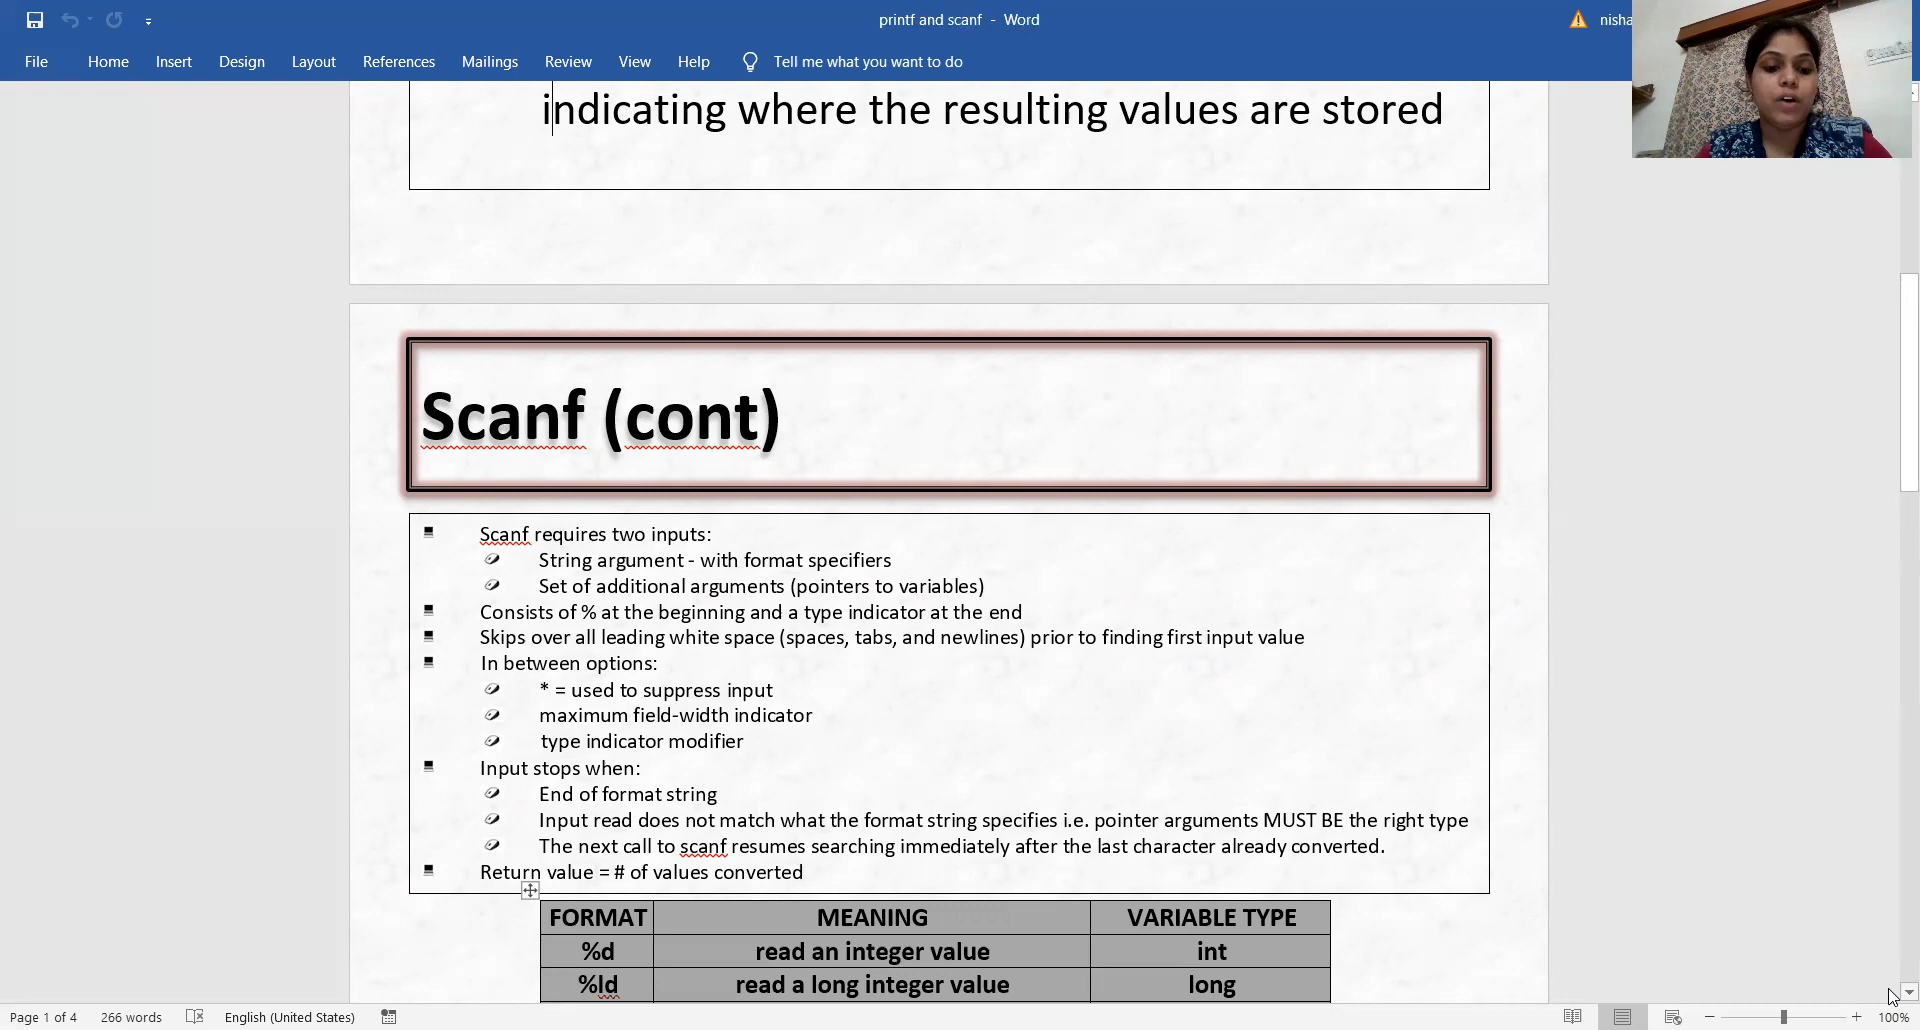 printf and scanf - Word
nisha
File Home Insert Design Layout References Mailings Review View Help Tell me what you want to do
indicating where the resulting values are stored
Scanf (cont)
Scanf requires two inputs:
String argument - with format specifiers
Set of additional arguments (pointers to variables)
Consists of % at the beginning and a type indicator at the end
Skips over all leading white space (spaces, tabs, and newlines) prior to finding first input value
In between options:
* = used to suppress input
maximum field-width indicator
type indicator modifier
Input stops when:
End of format string
Input read does not match what the format string specifies i.e. pointer arguments MUST BE the right type
The next call to scanf resumes searching immediately after the last character already converted.
Return value = # of values converted
FORMAT MEANING VARIABLE TYPE
%d read an integer value int
%ld read a long integer value long
Page 1 of 4 266 words English (United States) 100%